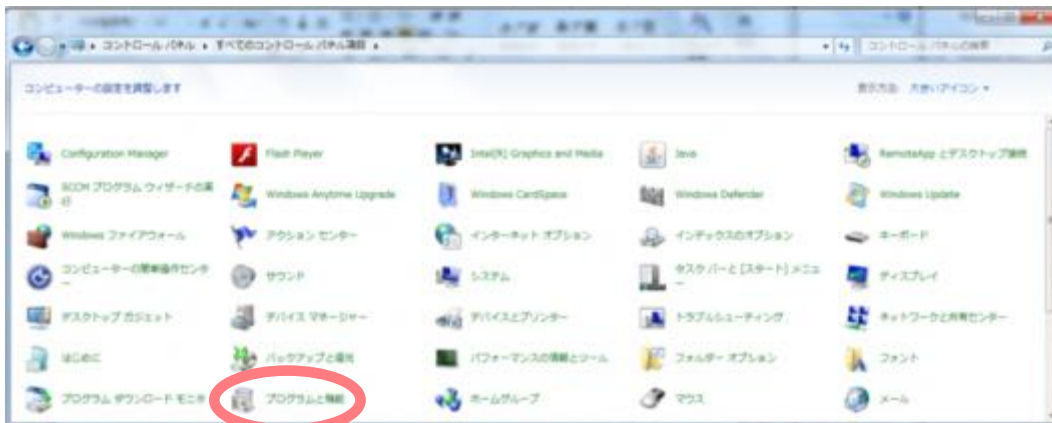 コントロール パネル ▸ すべてのコントロール パネル項目 ▸
コントロール パネルの検索
コンピューターの設定を調整します
表示方法: 大きいアイコン
Configuration Manager
Flash Player
Intel(R) Graphics and Media
Java
RemoteApp とデスクトップ接続
SCCM プログラム ウィザードの実
行
Windows Anytime Upgrade
Windows CardSpace
Windows Defender
Windows Update
Windows ファイアウォール
アクション センター
インターネット オプション
インデックスのオプション
キーボード
コンピューターの簡単操作センタ
ー
サウンド
システム
タスク バーと [スタート] メニュ
ー
ディスプレイ
デスクトップ ガジェット
デバイス マネージャー
デバイスとプリンター
トラブルシューティング
ネットワークと共有センター
はじめに
バックアップと復元
パフォーマンスの情報とツール
フォルダー オプション
フォント
プログラム ダウンロード モニタ
プログラムと機能
ホームグループ
マウス
メール